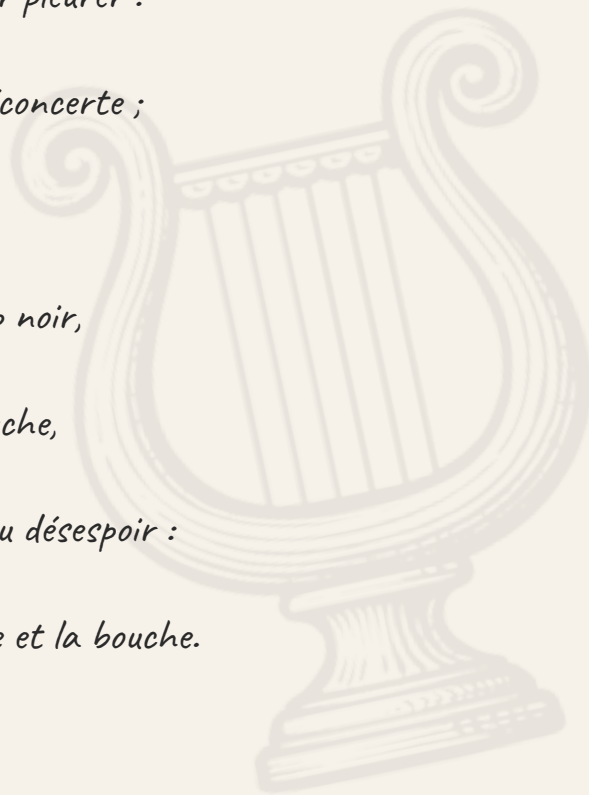 pleurer !
concerte ;
noir,
che,
u désespoir :
e et la bouche.